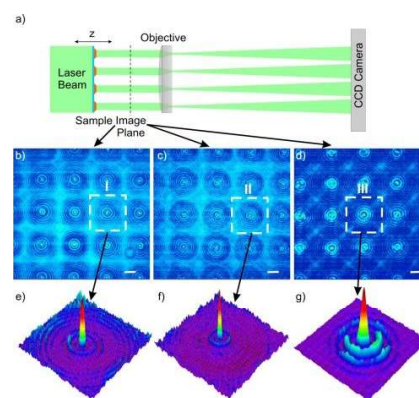 a)
z
Objective
Laser
Beam
CCD Camera
Sample Image
Plane
b)
c)
d)
I
II
III
e)
f)
g)